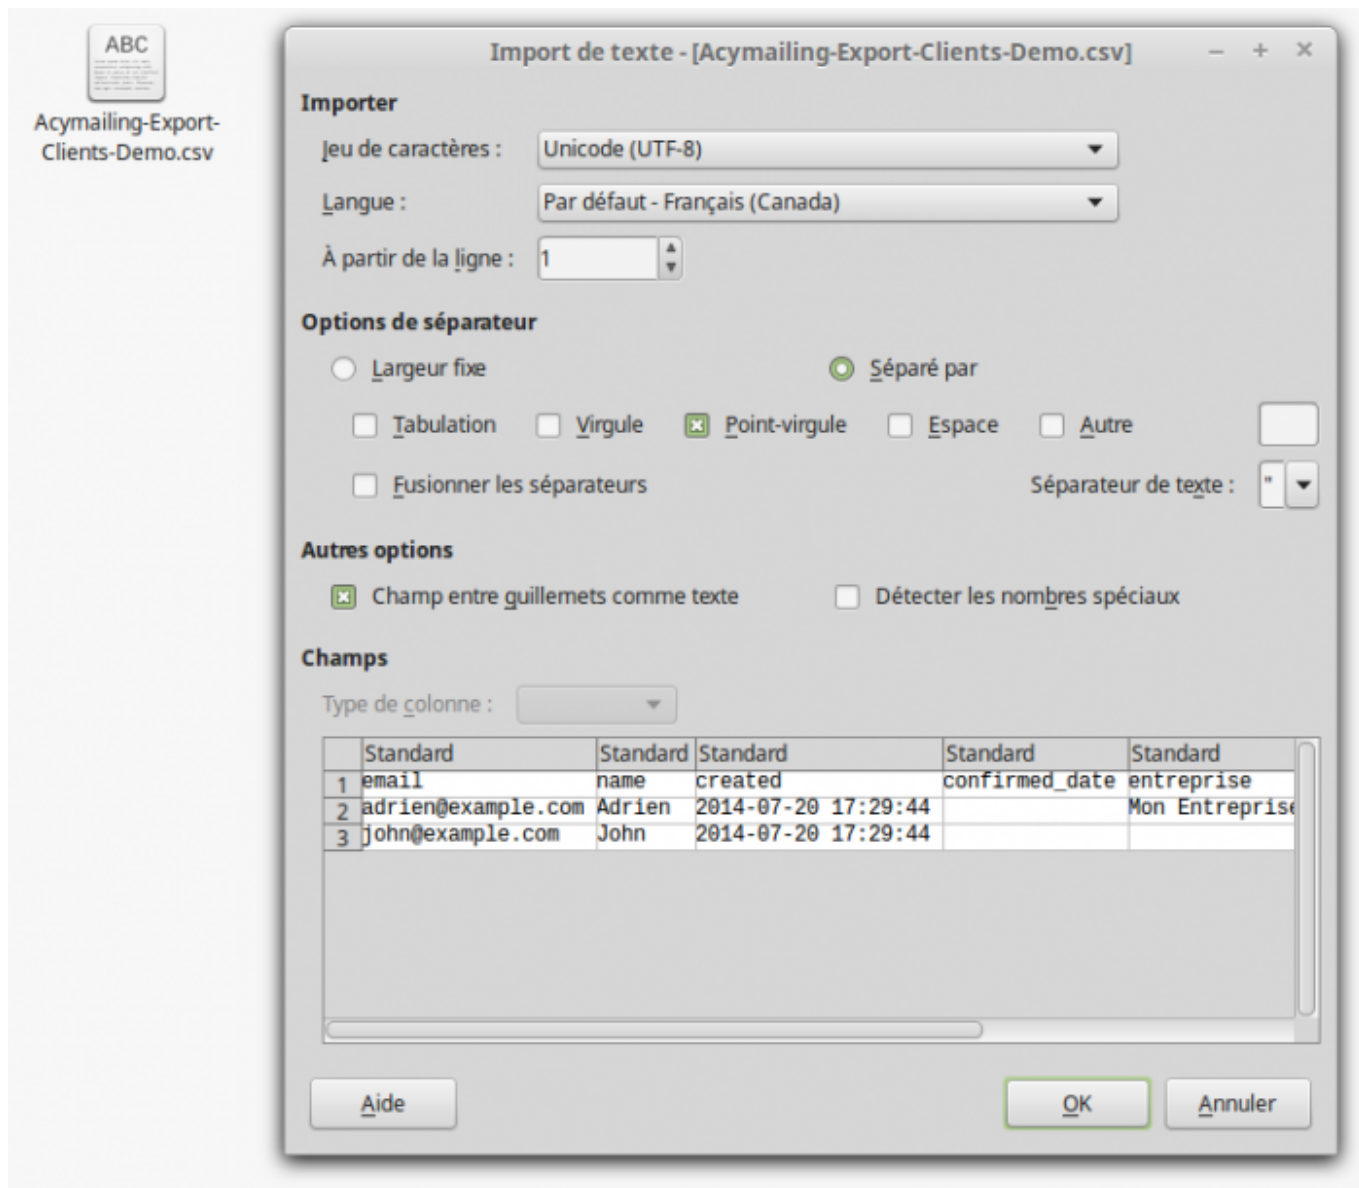 ABC
Acymailing-Export-
Clients-Demo.csv
Import de texte - [Acymailing-Export-Clients-Demo.csv]
Importer
Jeu de caractères : Unicode (UTF-8)
Langue : Par défaut - Français (Canada)
À partir de la ligne : 1
Options de séparateur
Largeur fixe Séparé par
Tabulation Virgule Point-virgule Espace Autre
Fusionner les séparateurs Séparateur de texte : "
Autres options
Champ entre guillemets comme texte Détecter les nombres spéciaux
Champs
Type de colonne :
Standard Standard Standard Standard Standard
1 email name created confirmed_date entreprise
2 adrien@example.com Adrien 2014-07-20 17:29:44 Mon Entreprise
3 john@example.com John 2014-07-20 17:29:44
Aide OK Annuler